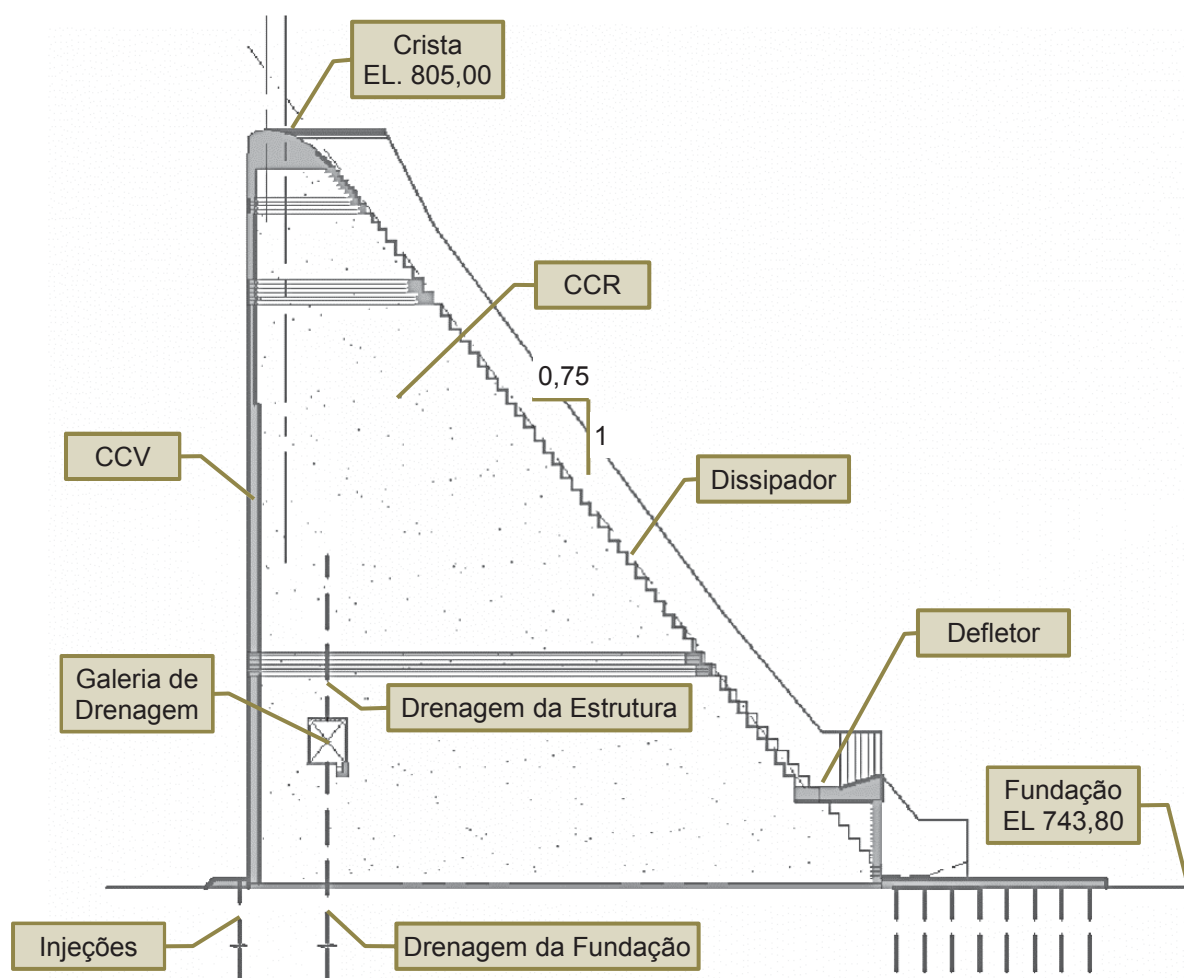 Crista
EL. 805,00
CCR
0,75
1
CCV
Dissipador
Defletor
Galeria de
Drenagem
Drenagem da Estrutura
Fundação
EL 743,80
Injeções
Drenagem da Fundação